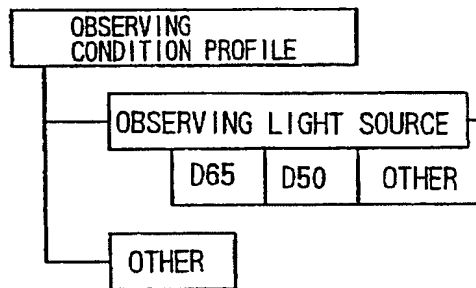 OBSERVING
CONDITION PROFILE
OBSERVING LIGHT SOURCE
D65 D50 OTHER
OTHER